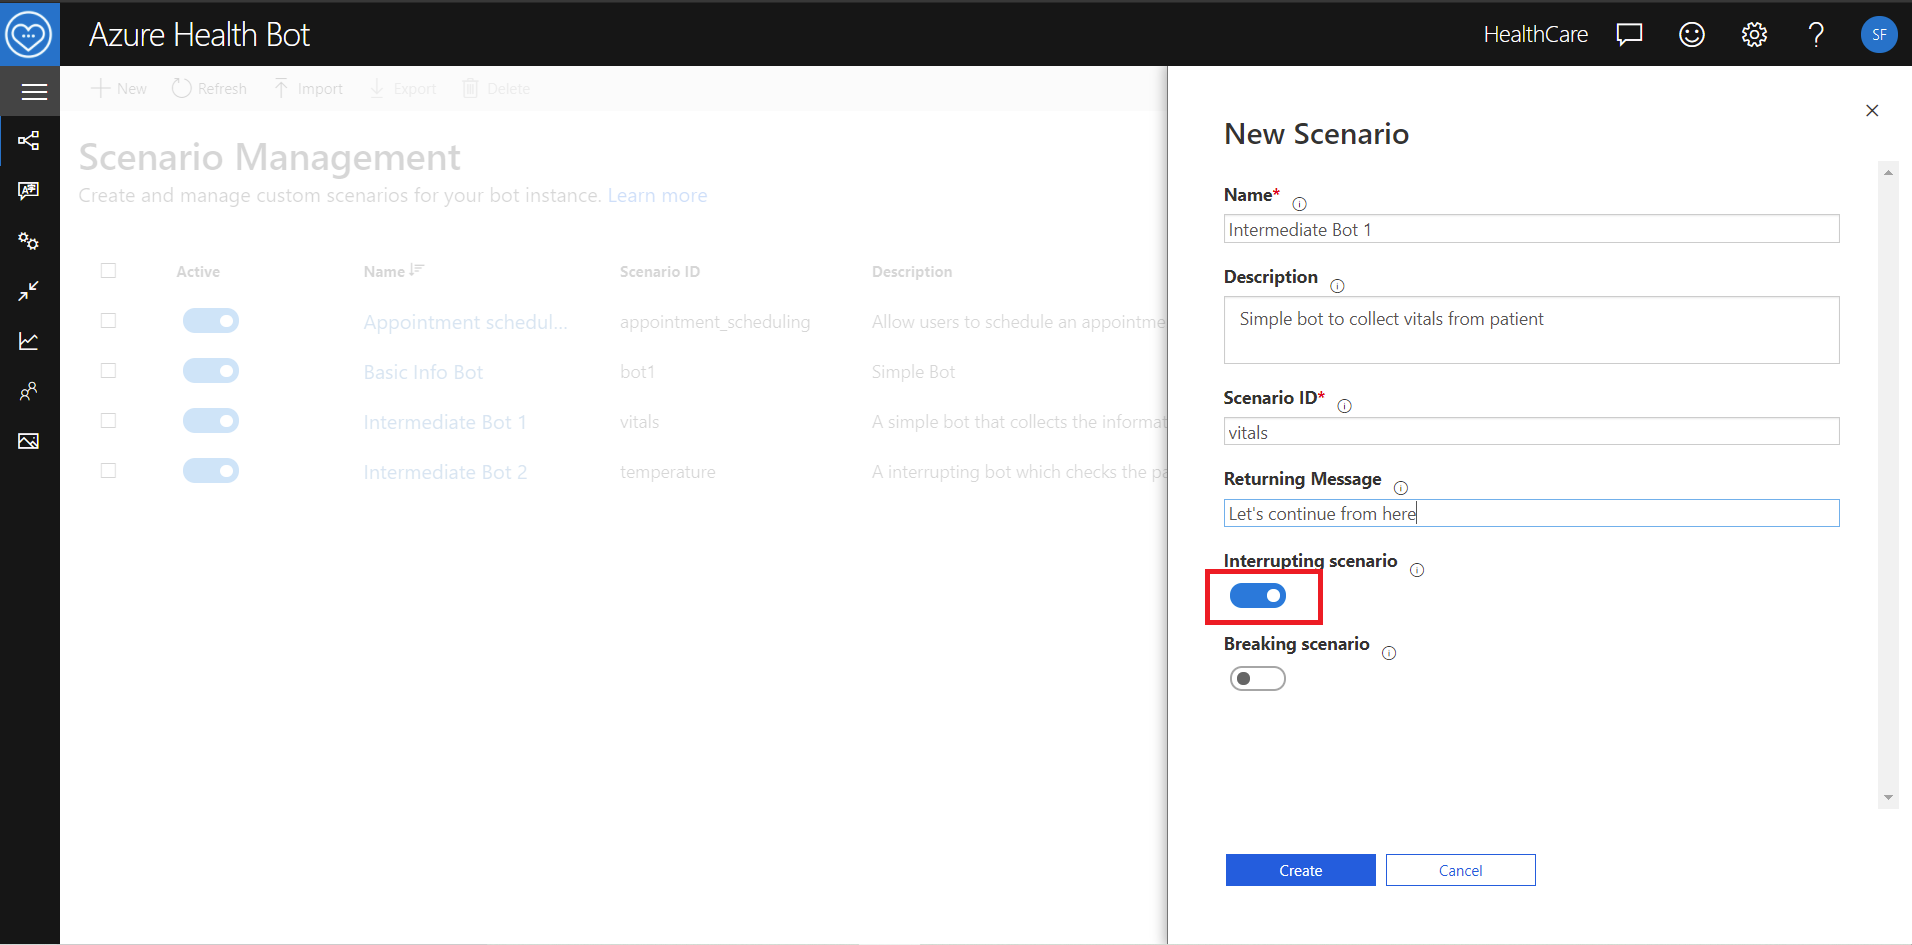 Azure Health Bot
HealthCare
SF
New
Refresh
Import
Export
Delete
Scenario Management
Create and manage custom scenarios for your bot instance. Learn more
Active Name Scenario ID Description
Appointment schedul... appointment_scheduling Allow users to schedule an appointme
Basic Info Bot bot1 Simple Bot
Intermediate Bot 1 vitals A simple bot that collects the informat
Intermediate Bot 2 temperature A interrupting bot which checks the pa
New Scenario
Name*
Intermediate Bot 1
Description
Simple bot to collect vitals from patient
Scenario ID*
vitals
Returning Message
Let's continue from here
Interrupting scenario
Breaking scenario
Create
Cancel